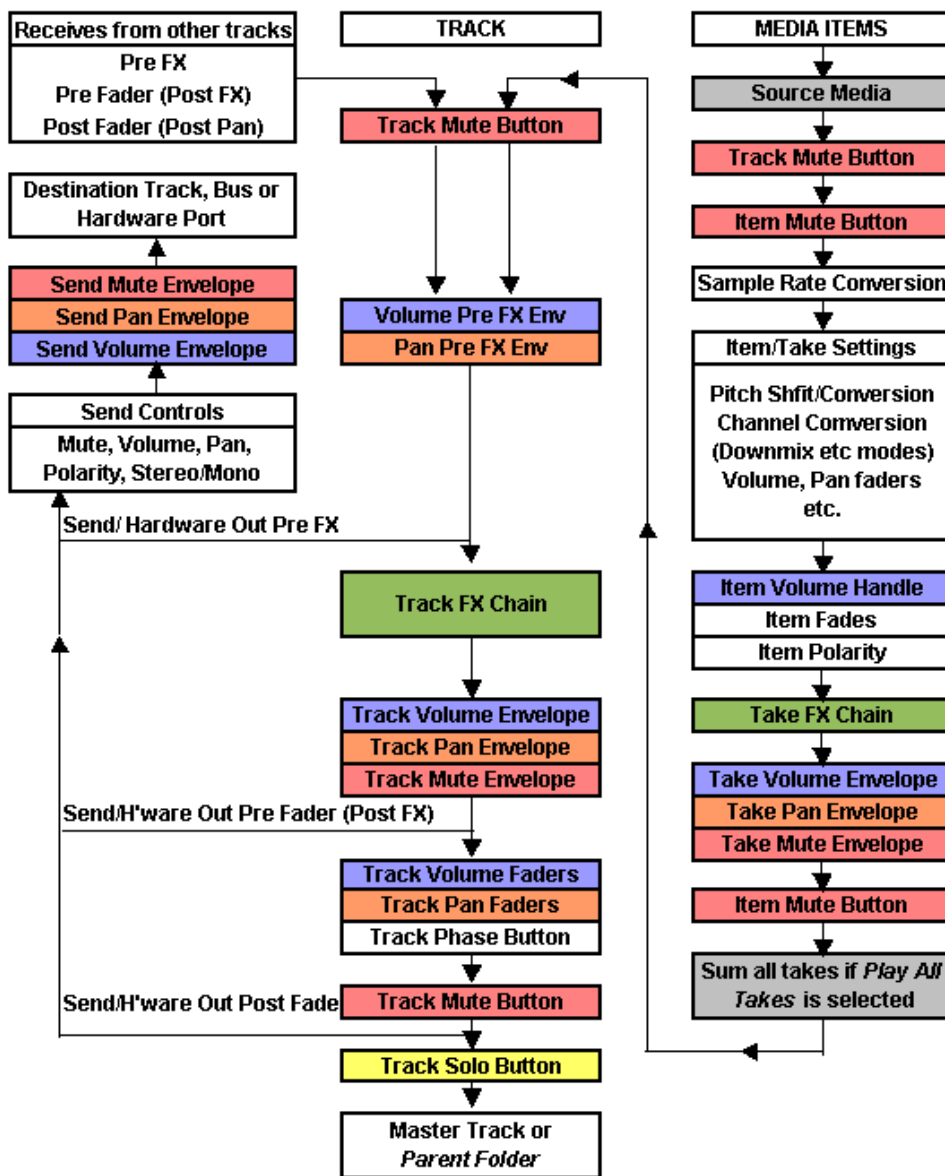 Receives from other tracks
Pre FX
Pre Fader (Post FX)
Post Fader (Post Pan)
Destination Track, Bus or
Hardware Port
Send Mute Envelope
Send Pan Envelope
Send Volume Envelope
Send Controls
Mute, Volume, Pan,
Polarity, Stereo/Mono
Send/ Hardware Out Pre FX
Send/H'ware Out Pre Fader (Post FX)
Send/H'ware Out Post Fade
TRACK
Track Mute Button
Volume Pre FX Env
Pan Pre FX Env
Track FX Chain
Track Volume Envelope
Track Pan Envelope
Track Mute Envelope
Track Volume Faders
Track Pan Faders
Track Phase Button
Track Mute Button
Track Solo Button
Master Track or
Parent Folder
MEDIA ITEMS
Source Media
Track Mute Button
Item Mute Button
Sample Rate Conversion
Item/Take Settings
Pitch Shfit/Conversion
Channel Comversion
(Downmix etc modes)
Volume, Pan faders
etc.
Item Volume Handle
Item Fades
Item Polarity
Take FX Chain
Take Volume Envelope
Take Pan Envelope
Take Mute Envelope
Item Mute Button
Sum all takes if Play All
Takes is selected